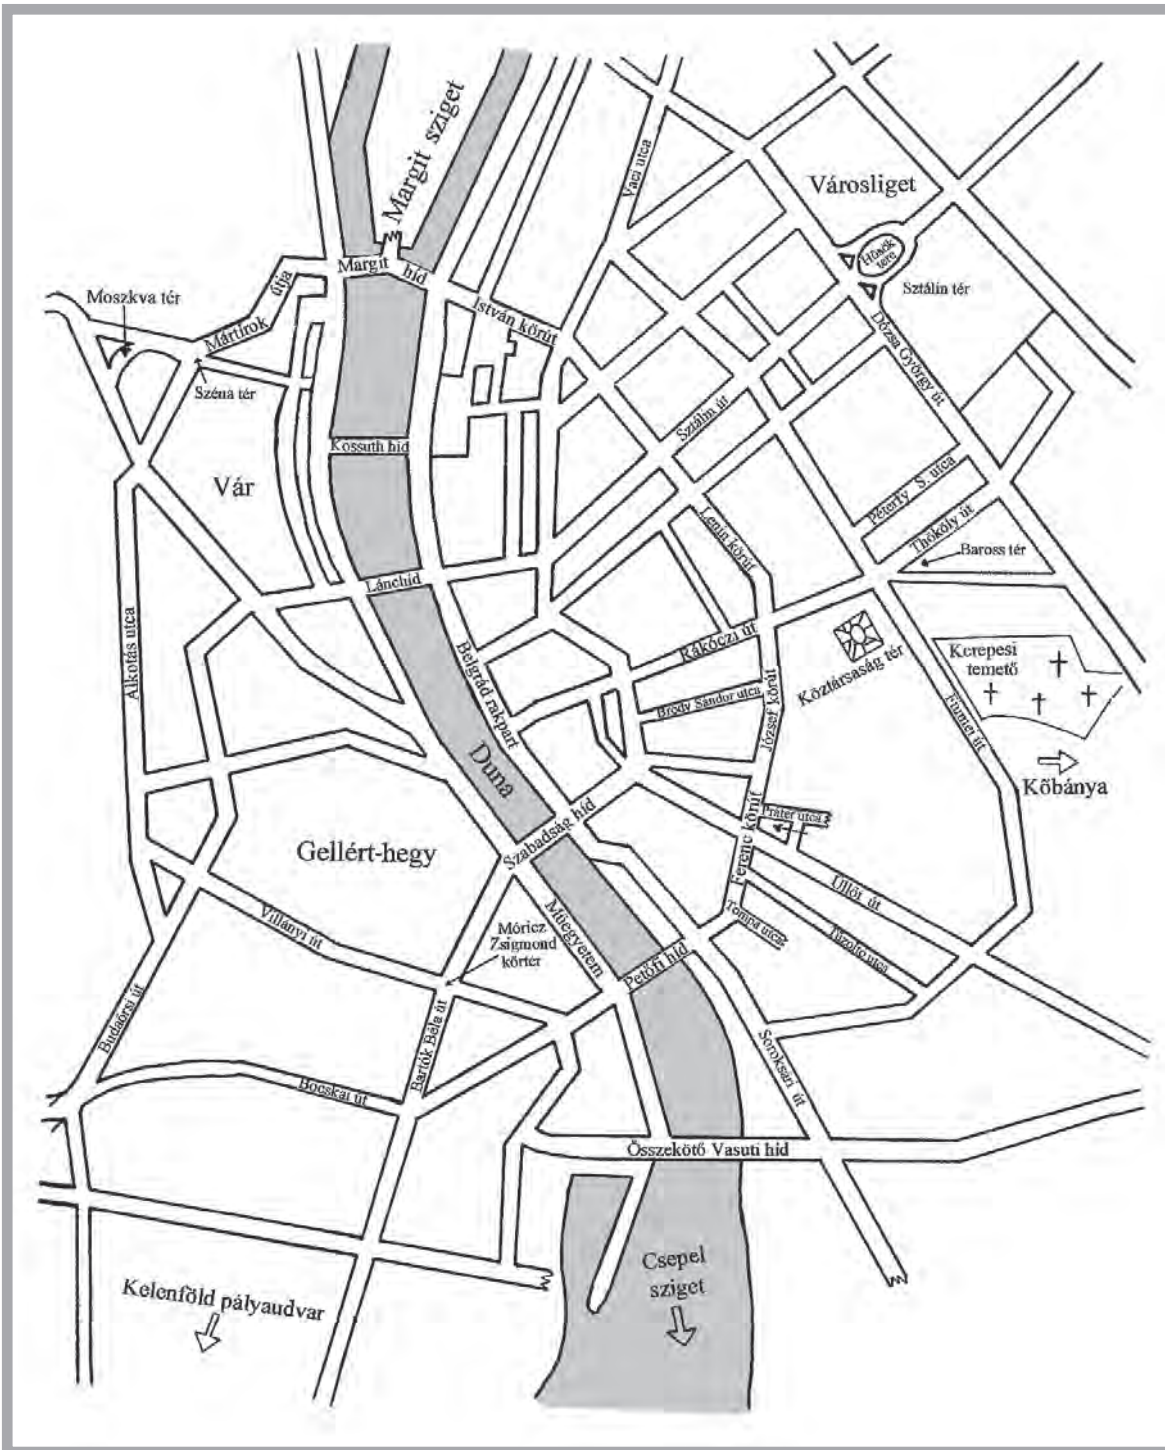 Margit sziget
Váci utca
Városliget
Hősök
tere
Sztálin tér
Margit híd
István körút
Moszkva tér
Mártírok útja
Széna tér
Dózsa György út
Sztálin út
Kossuth híd
Vár
Péterfy S. utca
Lenin körút
Thököly út
Baross tér
Lánchíd
Alkotás utca
Belgrád rakpart
Rákóczi út
Köztársaság tér
Kerepesi
temető
Bródy Sándor utca
József körút
Fiumei út
Duna
Kőbánya
Szabadság híd
Práter utca
Ferenc körút
Gellért-hegy
Üllői út
Villányi út
Móricz
Zsigmond
körtér
Műegyetem
Tompa utca
Tűzoltó utca
Petőfi híd
Budaörsi út
Bartók Béla út
Soroksári út
Bocskai út
Összekötő Vasuti híd
Csepel
sziget
Kelenföld pályaudvar